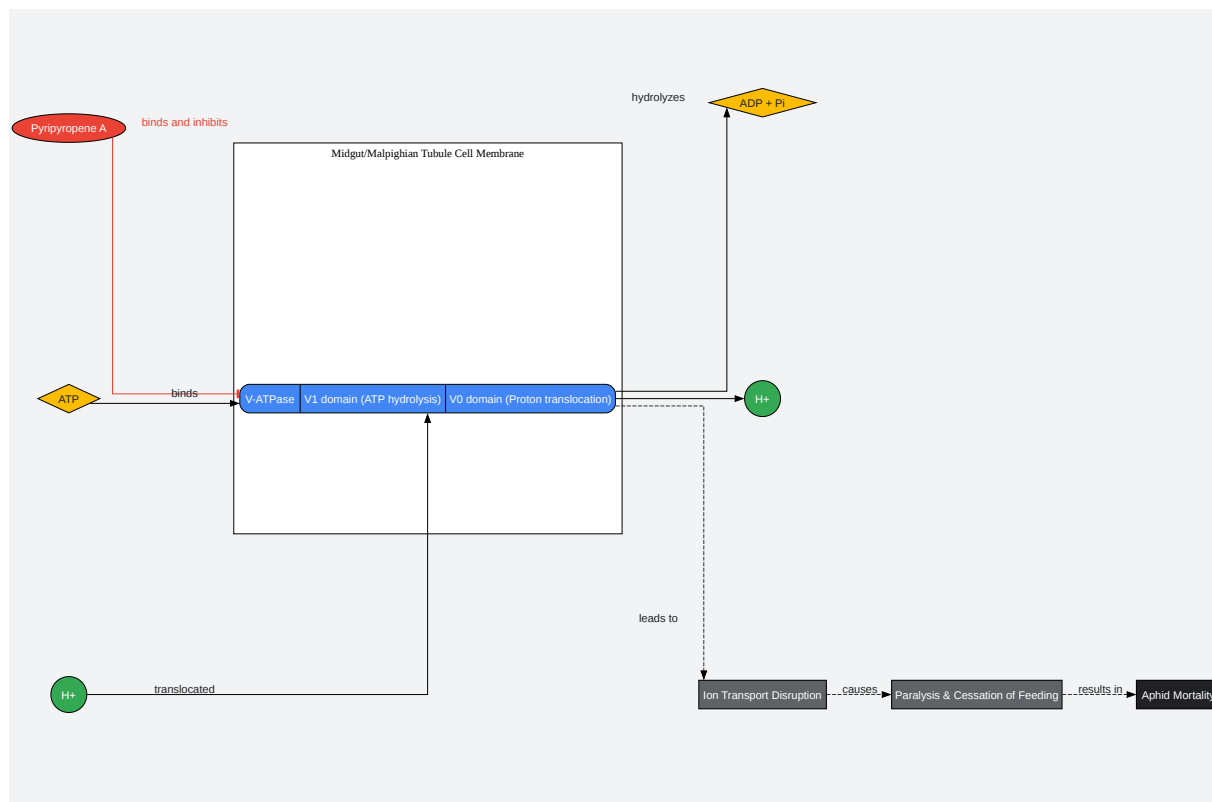 hydrolyzes
ADP + Pi
Pyripyropene A
binds and inhibits
Midgut/Malpighian Tubule Cell Membrane
ATP
binds
V-ATPase
V1 domain (ATP hydrolysis)
V0 domain (Proton translocation)
H+
leads to
H+
translocated
Ion Transport Disruption
causes
Paralysis & Cessation of Feeding
results in
Aphid Mortality